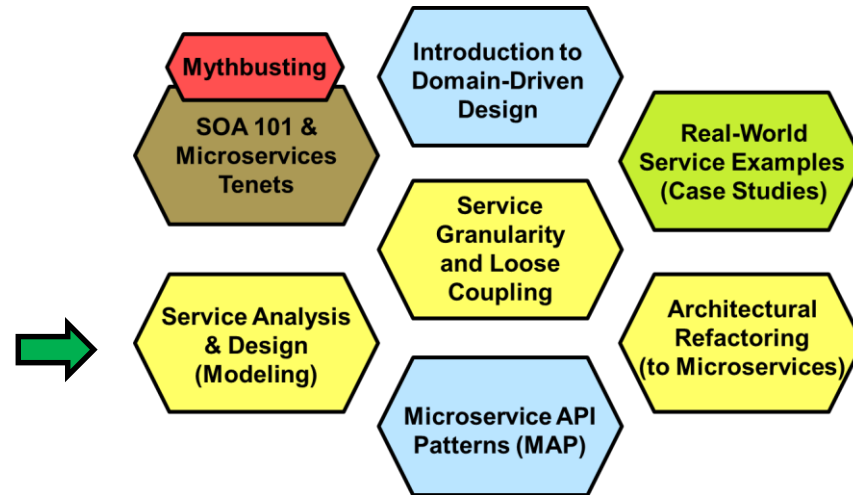 Mythbusting
SOA 101 &
Microservices
Tenets
Introduction to
Domain-Driven
Design
Real-World
Service Examples
(Case Studies)
Service
Granularity
and Loose
Coupling
Service Analysis
& Design
(Modeling)
Architectural
Refactoring
(to Microservices)
Microservice API
Patterns (MAP)